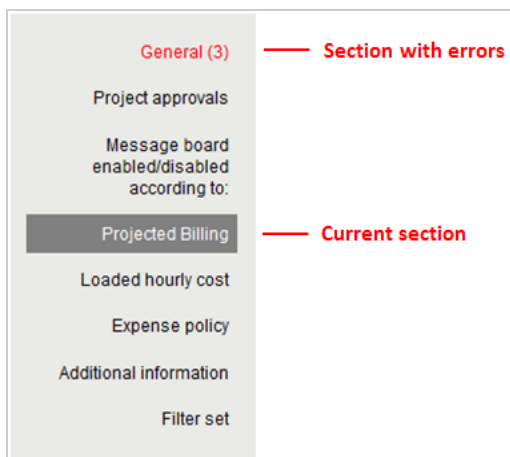 General (3)
Section with errors
Project approvals
Message board
enabled/disabled
according to:
Projected Billing
Current section
Loaded hourly cost
Expense policy
Additional information
Filter set